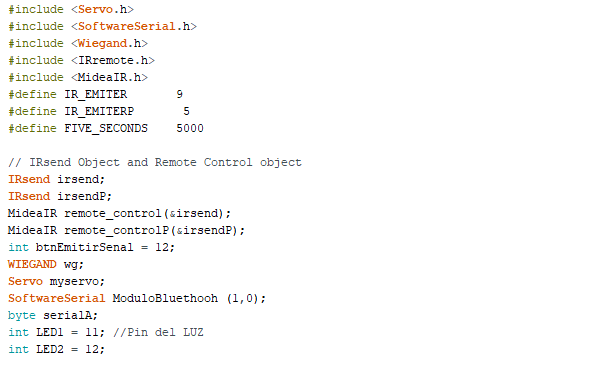 #include <Servo.h>
#include <SoftwareSerial.h>
#include <Wiegand.h>
#include <IRremote.h>
#include <MideaIR.h>
#define IR_EMITER       9
#define IR_EMITERP       5
#define FIVE_SECONDS    5000
// IRsend Object and Remote Control object
IRsend irsend;
IRsend irsendP;
MideaIR remote_control(&irsend);
MideaIR remote_controlP(&irsendP);
int btnEmitirSenal = 12;
WIEGAND wg;
Servo myservo;
SoftwareSerial ModuloBluethooh (1,0);
byte serialA;
int LED1 = 11; //Pin del LUZ
int LED2 = 12;